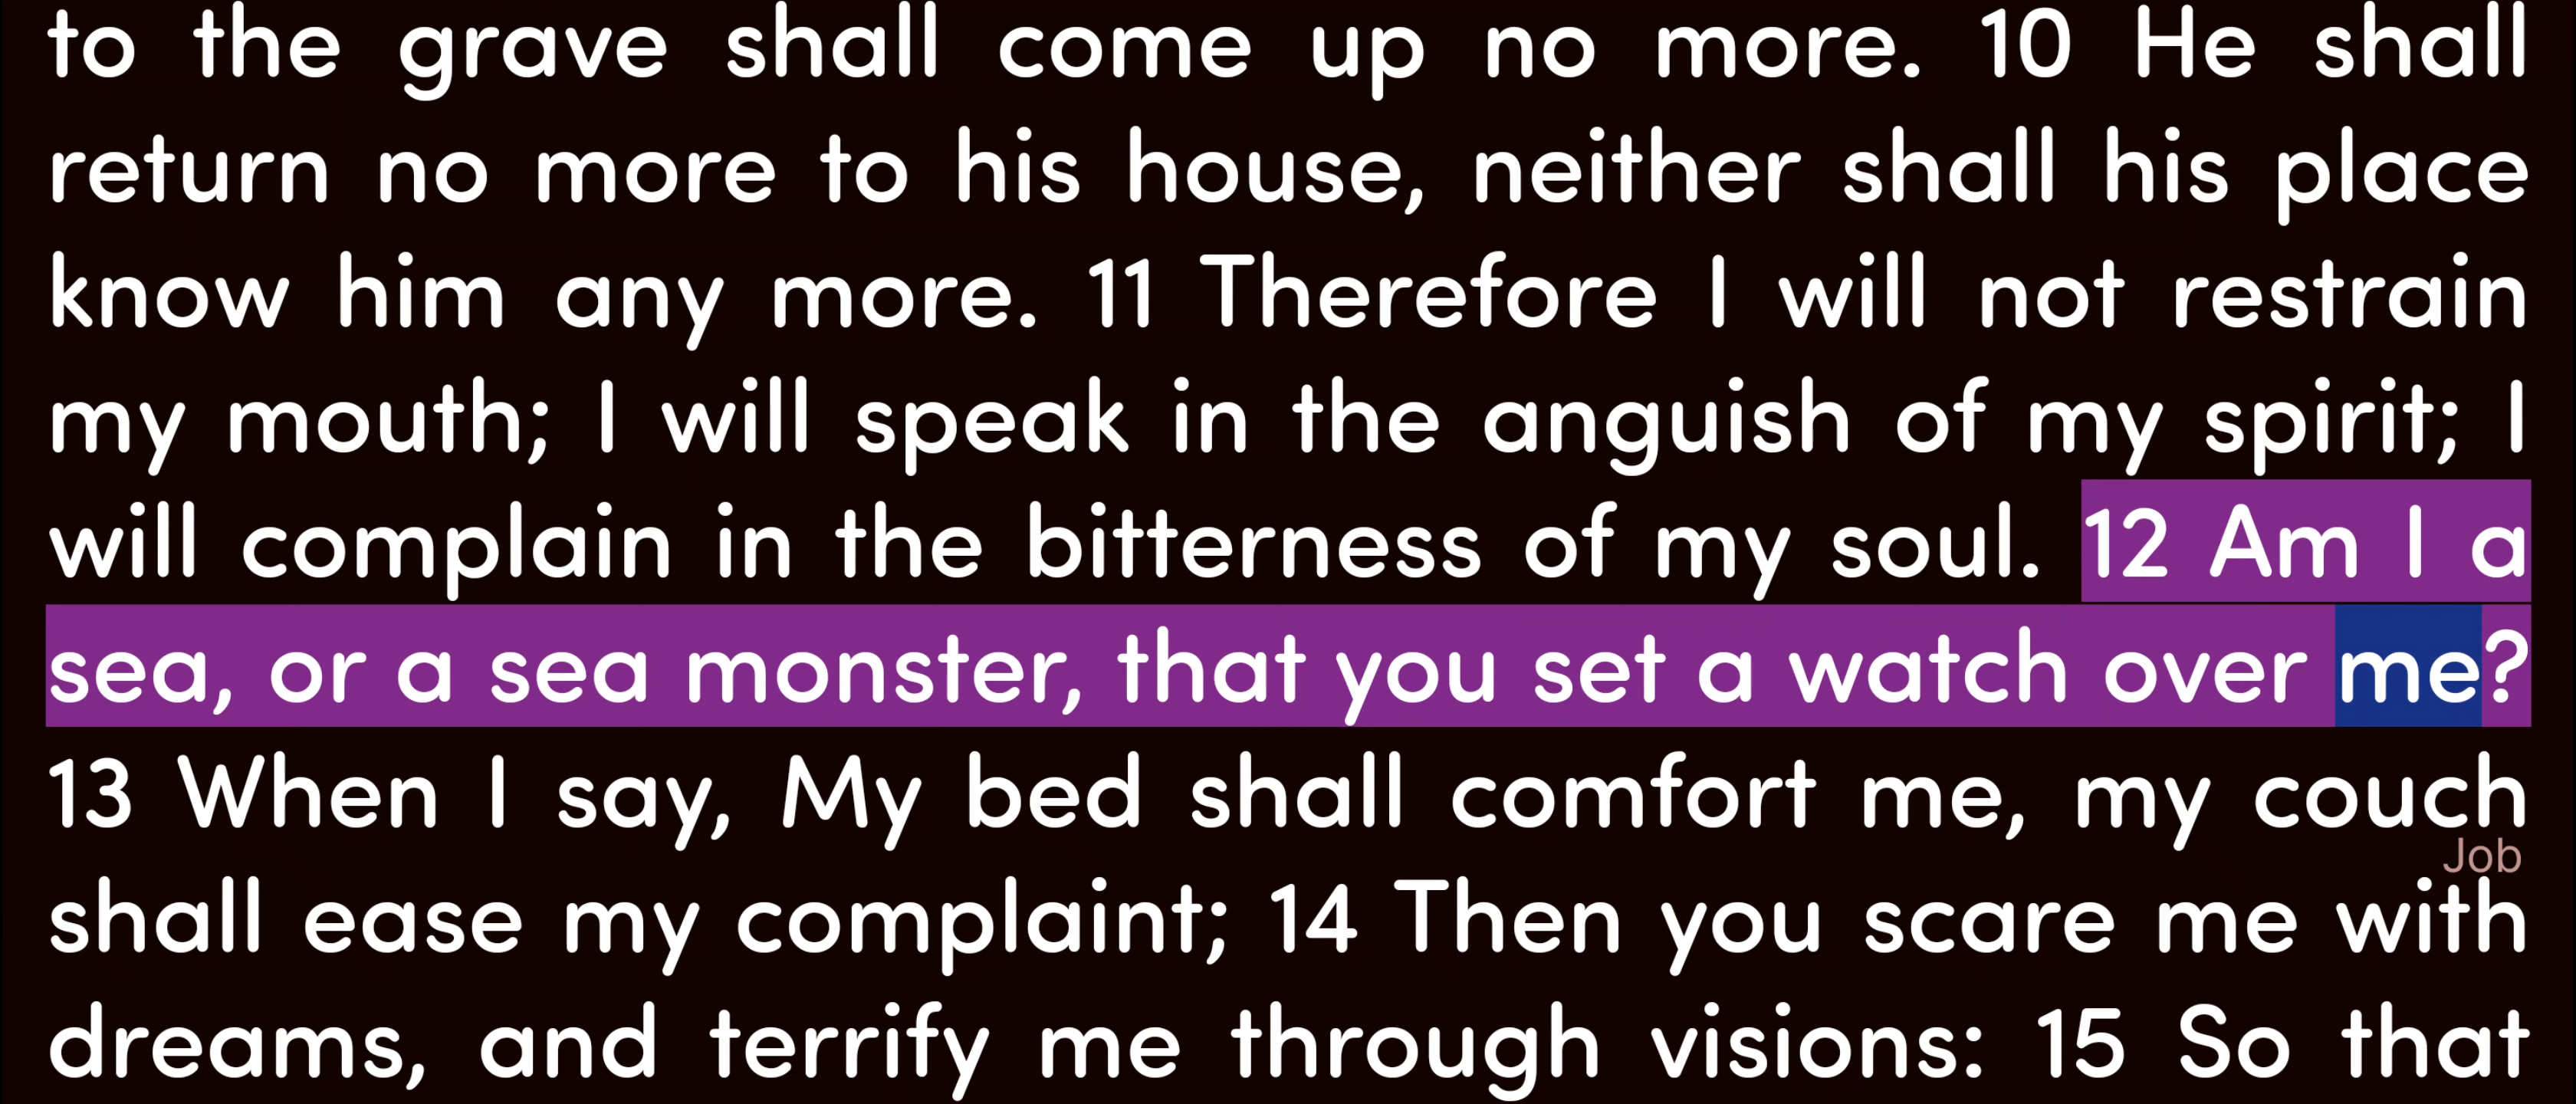 to the grave shall come up no more. 10 He shall
return no more to his house, neither shall his place
know him any more. 11 Therefore I will not restrain
my mouth; I will speak in the anguish of my spirit; I
will complain in the bitterness of my soul. 12 Am I a
sea, or a sea monster, that you set a watch over me?
13 When I say, My bed shall comfort me, my couch
Job
shall ease my complaint; 14 Then you scare me with
dreams, and terrify me through visions: 15 So that